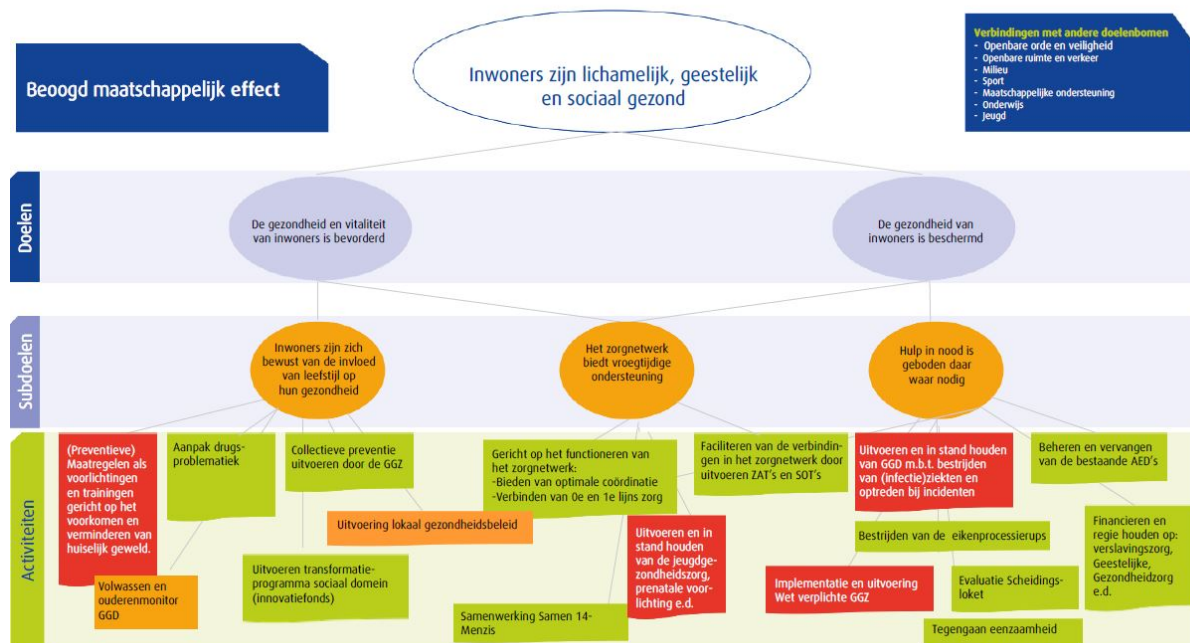 Beoogd maatschappelijk effect
Inwoners zijn lichamelijk, geestelijk
en sociaal gezond
Verbindingen met andere doelenbomen
- Openbare orde en veiligheid
- Openbare ruimte en verkeer
- Milieu
- Sport
- Maatschappelijke ondersteuning
- Onderwijs
- Jeugd
Doelen
De gezondheid en vitaliteit
van inwoners is bevorderd
De gezondheid van
inwoners is beschermd
Subdoelen
Inwoners zijn zich
bewust van de invloed
van leefstijl op
hun gezondheid
Het zorgnetwerk
biedt vroegtijdige
ondersteuning
Hulp in nood is
geboden daar
waar nodig
Activiteiten
(Preventieve)
Maatregelen als
voorlichtingen
en trainingen
gericht op het
voorkomen en
verminderen van
huiselijk geweld.
Aanpak drugs-
problematiek
Collectieve preventie
uitvoeren door de GGZ
Gericht op het functioneren van
het zorgnetwerk:
-Bieden van optimale coördinatie
-Verbinden van 0e en 1e lijns zorg
Faciliteren van de verbindin-
gen in het zorgnetwerk door
uitvoeren ZAT's en SOT's
Uitvoeren en in stand houden
van GGD m.b.t. bestrijden
van (infectie)ziekten en
optreden bij incidenten
Beheren en vervangen
van de bestaande AED's
Uitvoering lokaal gezondheidsbeleid
Uitvoeren en in
stand houden
van de jeugdge-
zondheidszorg,
prenatale voor-
lichting e.d.
Bestrijden van de eikenprocessierups
Financieren en
regie houden op:
verslavingszorg,
Geestelijke,
Gezondheidzorg
e.d.
Volwassen en
ouderenmonitor
GGD
Uitvoeren transformatie-
programma sociaal domein
(innovatiefonds)
Samenwerking Samen 14-
Menzis
Implementatie en uitvoering
Wet verplichte GGZ
Evaluatie Scheidings-
loket
Tegengaan eenzaamheid